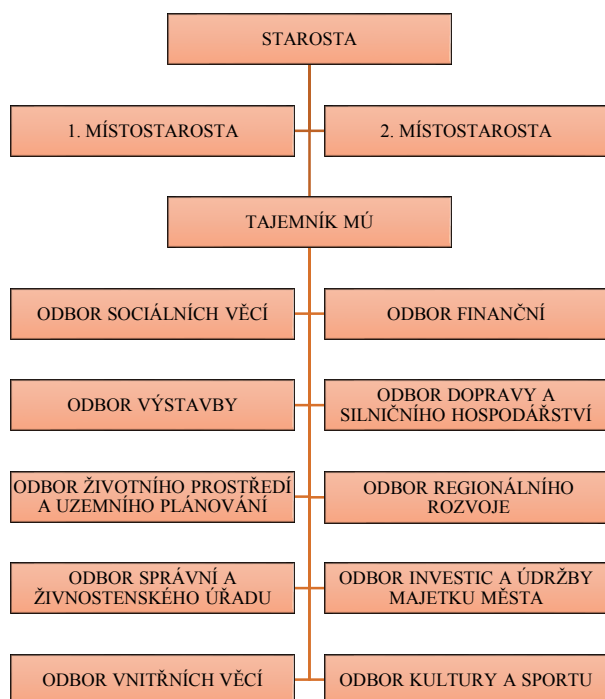 STAROSTA
1. MÍSTOSTAROSTA
2. MÍSTOSTAROSTA
TAJEMNÍK MÚ
ODBOR SOCIÁLNÍCH VĚCÍ
ODBOR FINANČNÍ
ODBOR VÝSTAVBY
ODBOR DOPRAVY A
SILNIČNÍHO HOSPODÁŘSTVÍ
ODBOR ŽIVOTNÍHO PROSTŘEDÍ
A UZEMNÍHO PLÁNOVÁNÍ
ODBOR REGIONÁLNÍHO
ROZVOJE
ODBOR SPRÁVNÍ A
ŽIVNOSTENSKÉHO ÚŘADU
ODBOR INVESTIC A ÚDRŽBY
MAJETKU MĚSTA
ODBOR VNITŘNÍCH VĚCÍ
ODBOR KULTURY A SPORTU